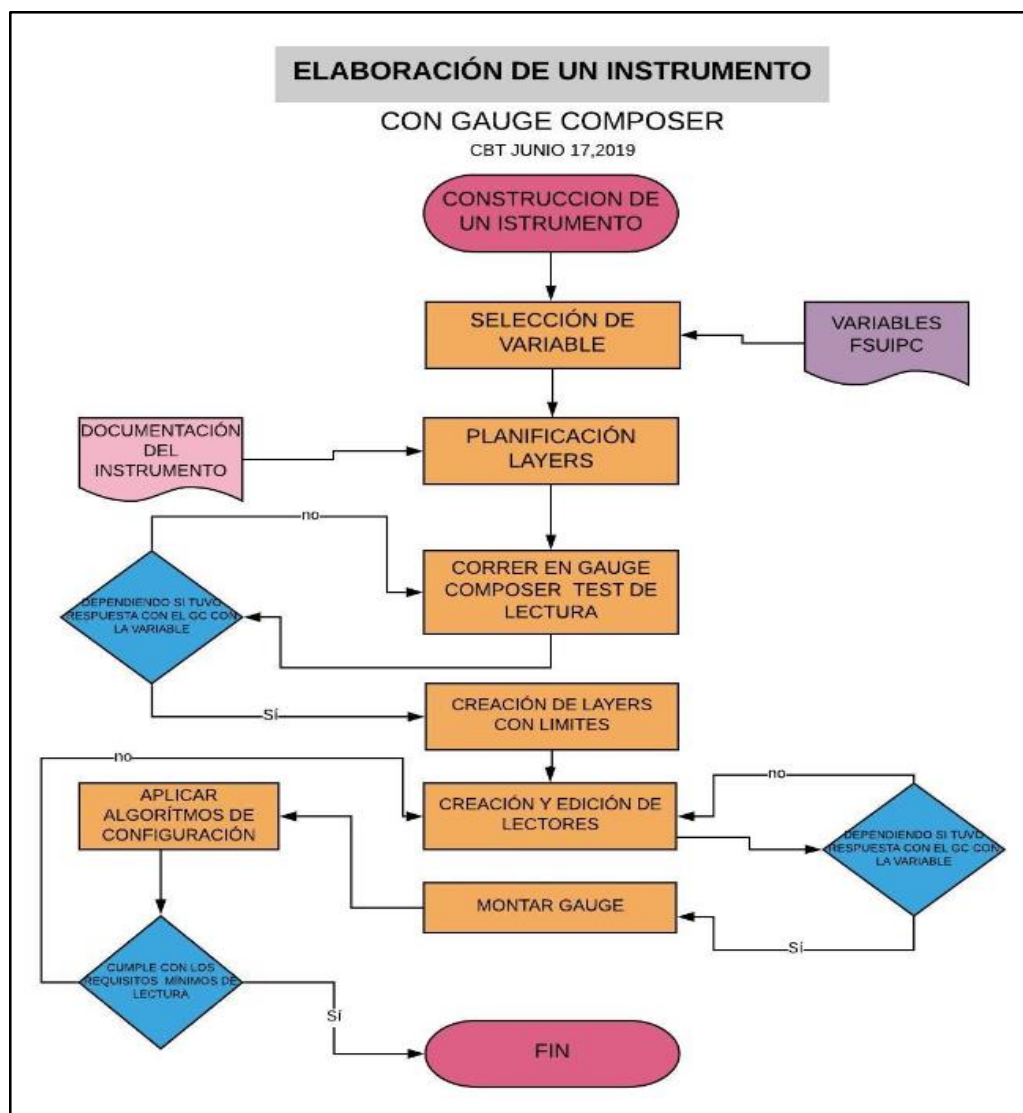 ELABORACIÓN DE UN INSTRUMENTO
CON GAUGE COMPOSER
CBT JUNIO 17,2019
CONSTRUCCION DE
UN ISTRUMENTO
SELECCIÓN DE
VARIABLE
VARIABLES
FSUIPC
DOCUMENTACIÓN
DEL
INSTRUMENTO
PLANIFICACIÓN
LAYERS
no
CORRER EN GAUGE
COMPOSER TEST DE
LECTURA
DEPENDIENDO SI TUVO
RESPUESTA CON EL GC CON
LA VARIABLE
Sí
CREACIÓN DE LAYERS
CON LIMITES
no
APLICAR
ALGORÍTMOS DE
CONFIGURACIÓN
CREACIÓN Y EDICIÓN DE
LECTORES
no
DEPENDIENDO SI TUVO
RESPUESTA CON EL GC CON
LA VARIABLE
MONTAR GAUGE
Sí
CUMPLE CON LOS
REQUISITOS MÍNIMOS DE
LECTURA
Sí
FIN